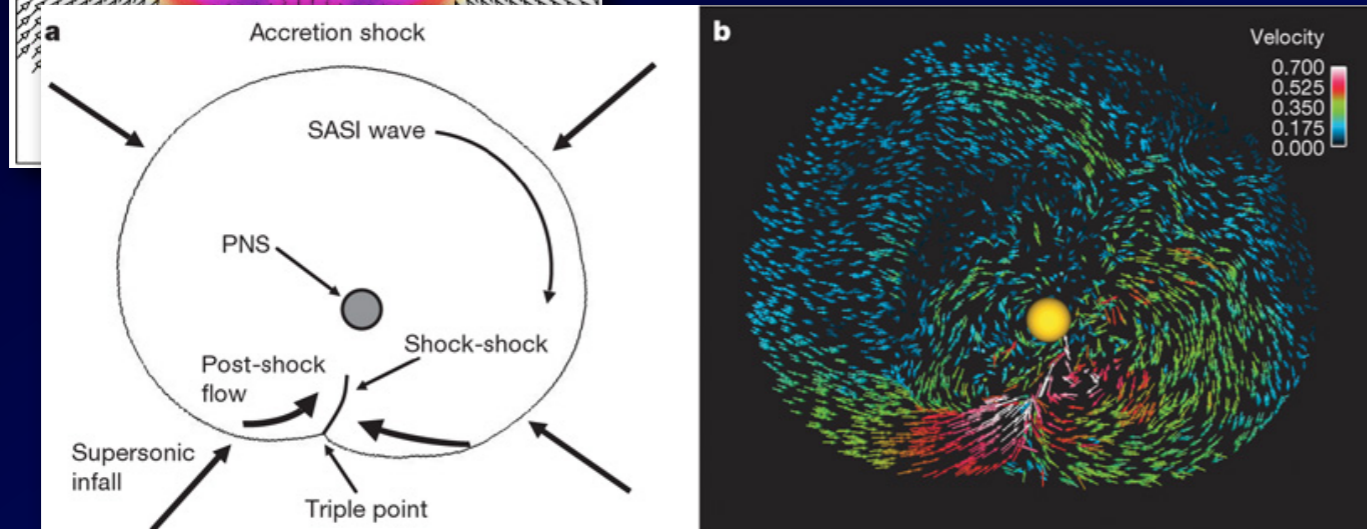 a
Accretion shock
SASI wave
PNS
Shock-shock
Post-shock
flow
Supersonic
infall
Triple point
b
Velocity
0.700
0.525
0.350
0.175
0.000